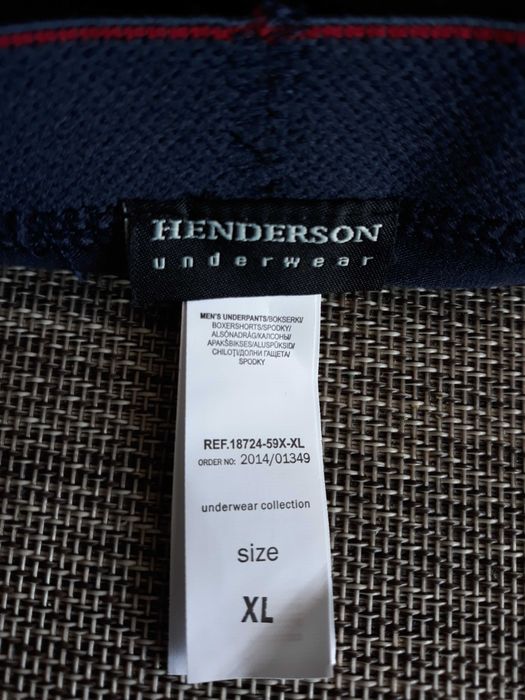 HENDERSON
underwear
MEN'S UNDERPANTS/BOKSERKI/
BOXERSHORTS/SPODKY/
ALSÓNADRÁG/КАЛСОНЫ/
APAKŠBIKSES/ALUSPÜKSID/
CHILOŢI/ДОЛНИ ГАЩЕТА/
SPODKY
REF.18724-59X-XL
ORDER NO: 2014/01349
underwear collection
size
XL